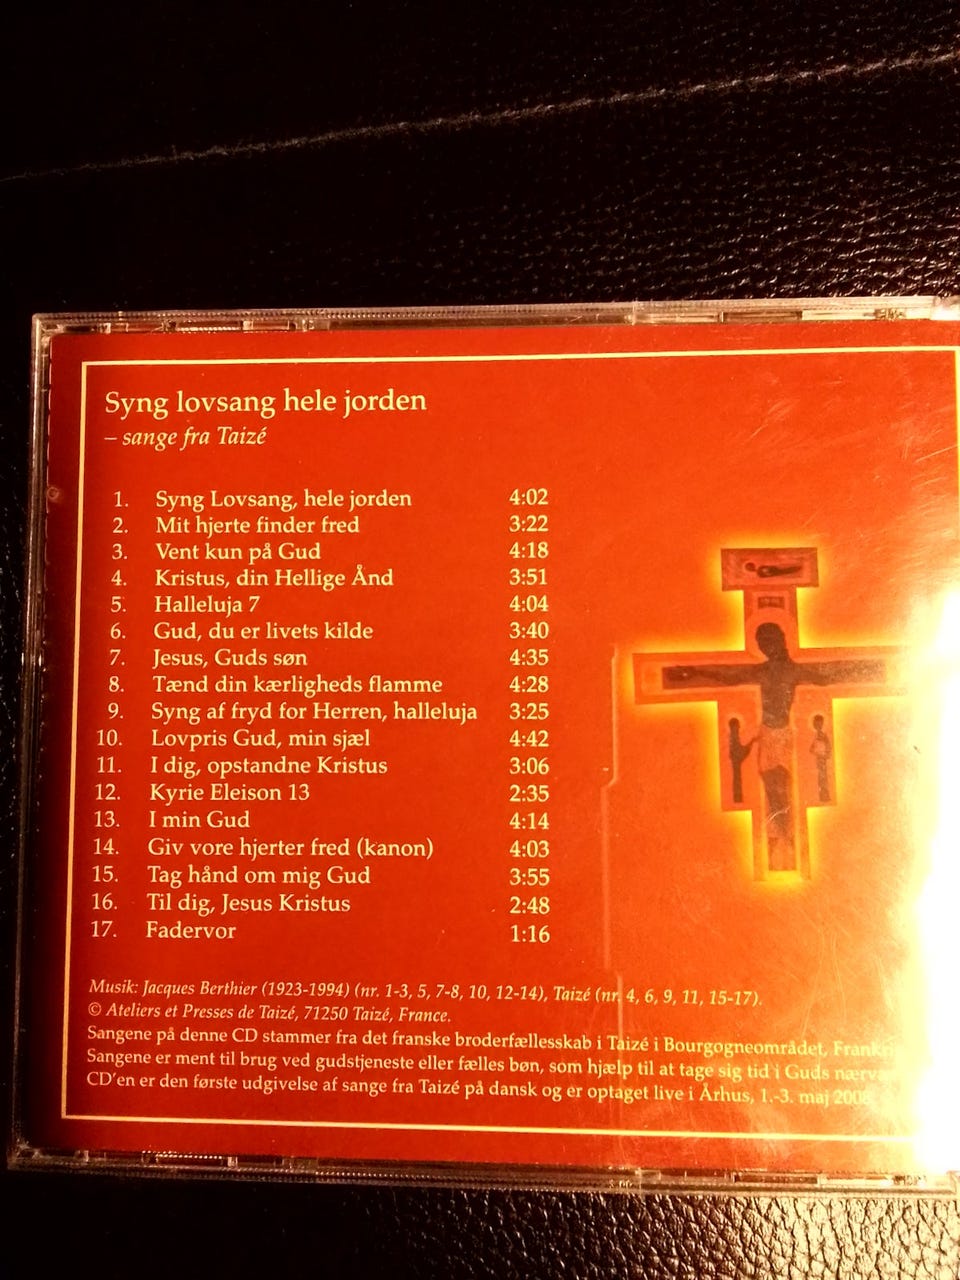 Syng lovsang hele jorden
– sange fra Taizé
1. Syng Lovsang, hele jorden 4:02
2. Mit hjerte finder fred 3:22
3. Vent kun på Gud 4:18
4. Kristus, din Hellige Ånd 3:51
5. Halleluja 7 4:04
6. Gud, du er livets kilde 3:40
7. Jesus, Guds søn 4:35
8. Tænd din kærligheds flamme 4:28
9. Syng af fryd for Herren, halleluja 3:25
10. Lovpris Gud, min sjæl 4:42
11. I dig, opstandne Kristus 3:06
12. Kyrie Eleison 13 2:35
13. I min Gud 4:14
14. Giv vore hjerter fred (kanon) 4:03
15. Tag hånd om mig Gud 3:55
16. Til dig, Jesus Kristus 2:48
17. Fadervor 1:16
Musik: Jacques Berthier (1923-1994) (nr. 1-3, 5, 7-8, 10, 12-14), Taizé (nr. 4, 6, 9, 11, 15-17).
© Ateliers et Presses de Taizé, 71250 Taizé, France.
Sangene på denne CD stammer fra det franske broderfællesskab i Taizé i Bourgogneområdet,
Sangene er ment til brug ved gudstjeneste eller fælles bøn, som hjælp til at tage sig tid i Guds
CD'en er den første udgivelse af sange fra Taizé på dansk og er optaget live i Århus, 1.-3. maj